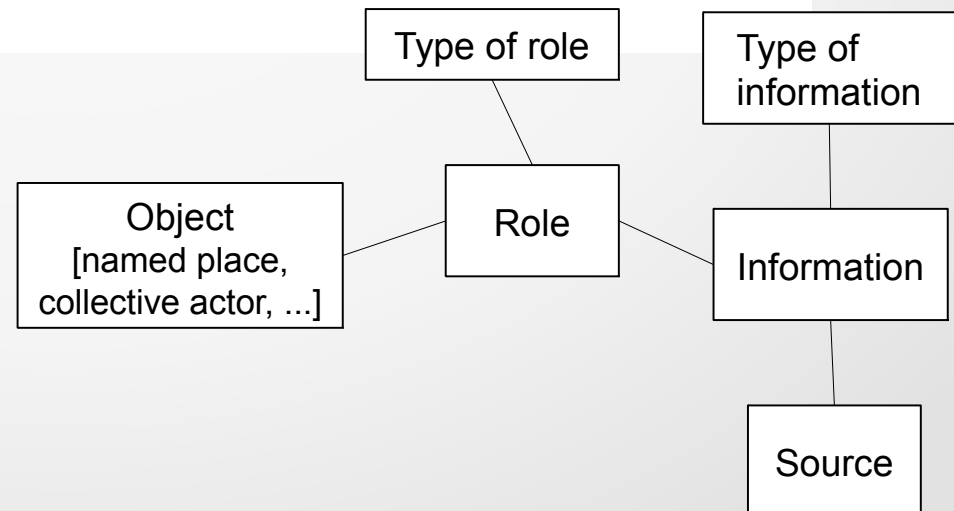 Type of role
Type of
information
Object
[named place,
collective actor, ...]
Role
Information
Source